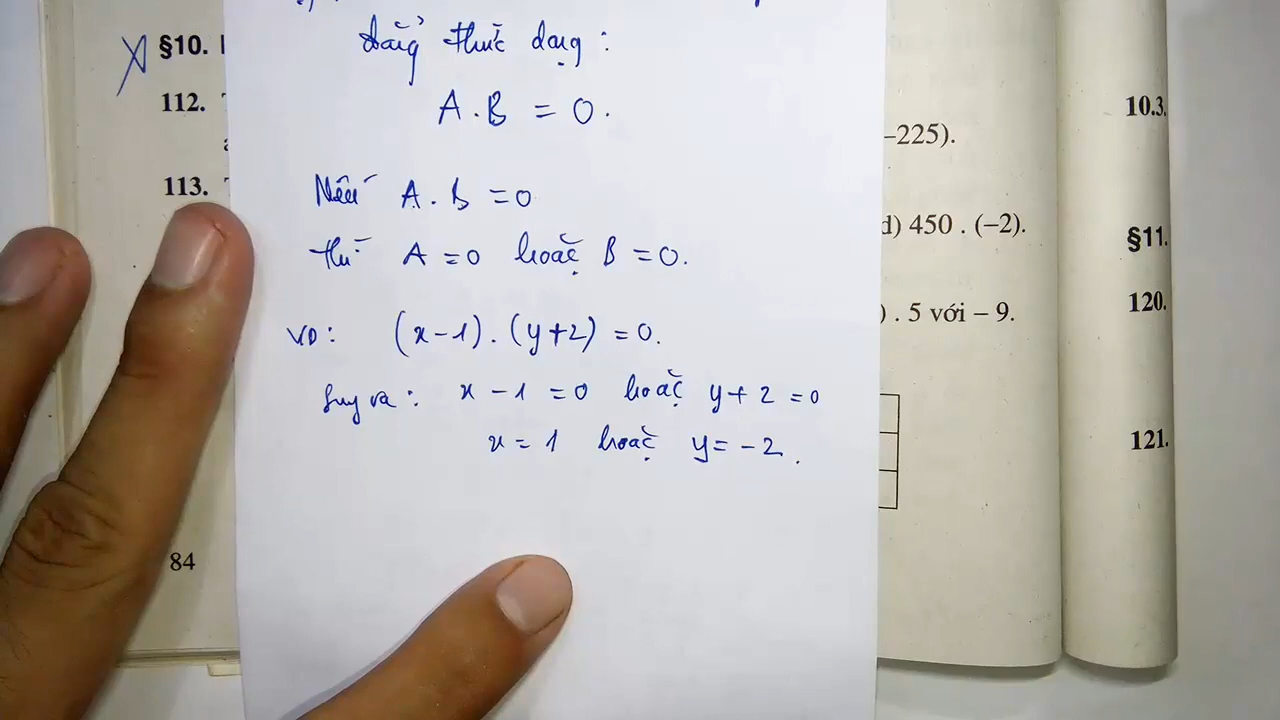 đẳng thức dạng:
A.B = 0.
Nếu A.B = 0
thì A = 0 hoặc B = 0.
VD: (x-1).(y+2) = 0.
Suy ra: x - 1 = 0 hoặc y + 2 = 0
x = 1 hoặc y = -2.
§10.
112.
113.
84
–225).
d) 450 . (–2).
) . 5 với – 9.
10.3.
§11.
120.
121.